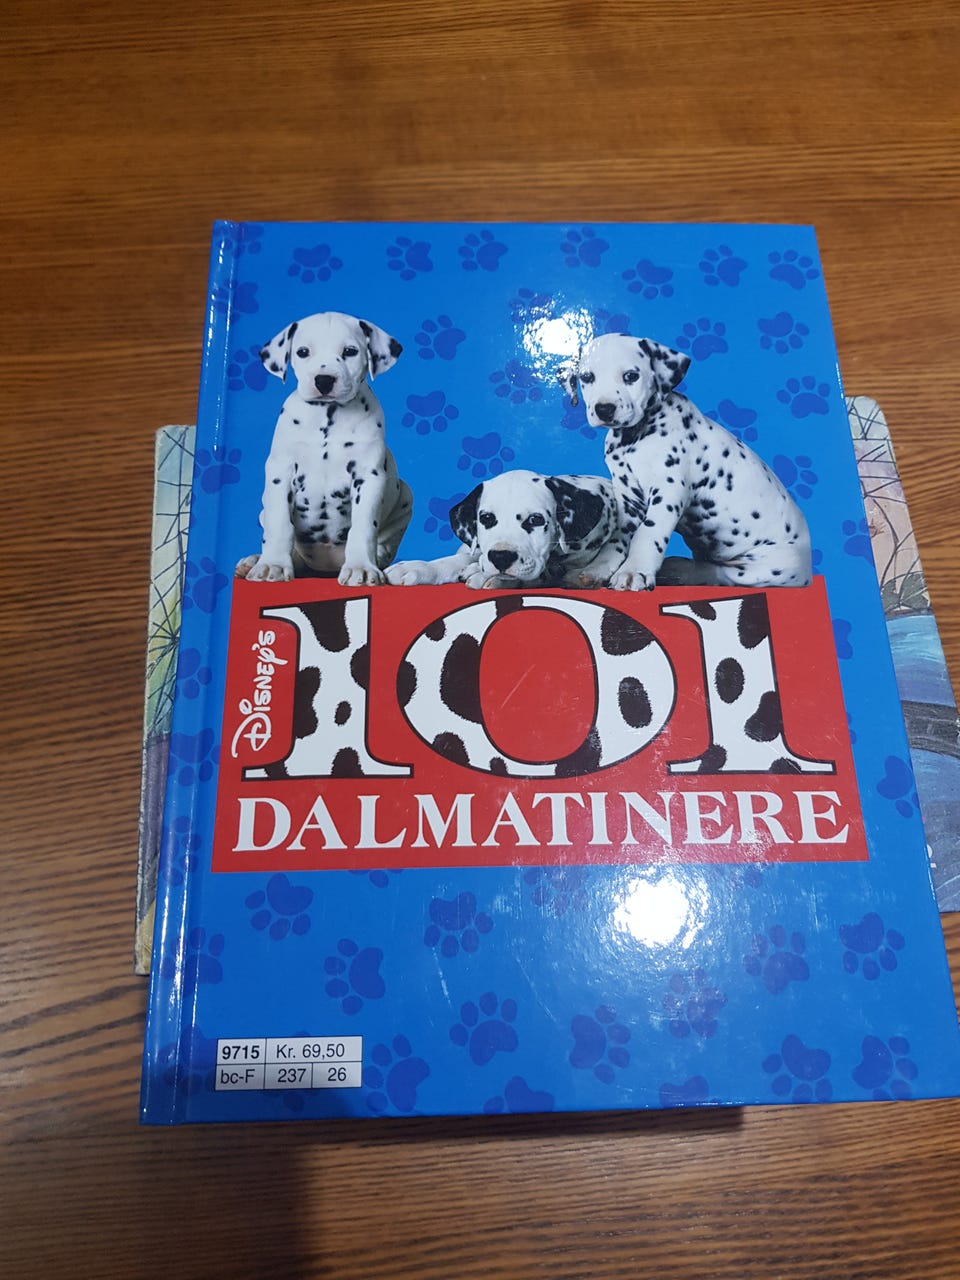 DISNEY'S
101
DALMATINERE
9715 Kr. 69,50
bc-F 237 26